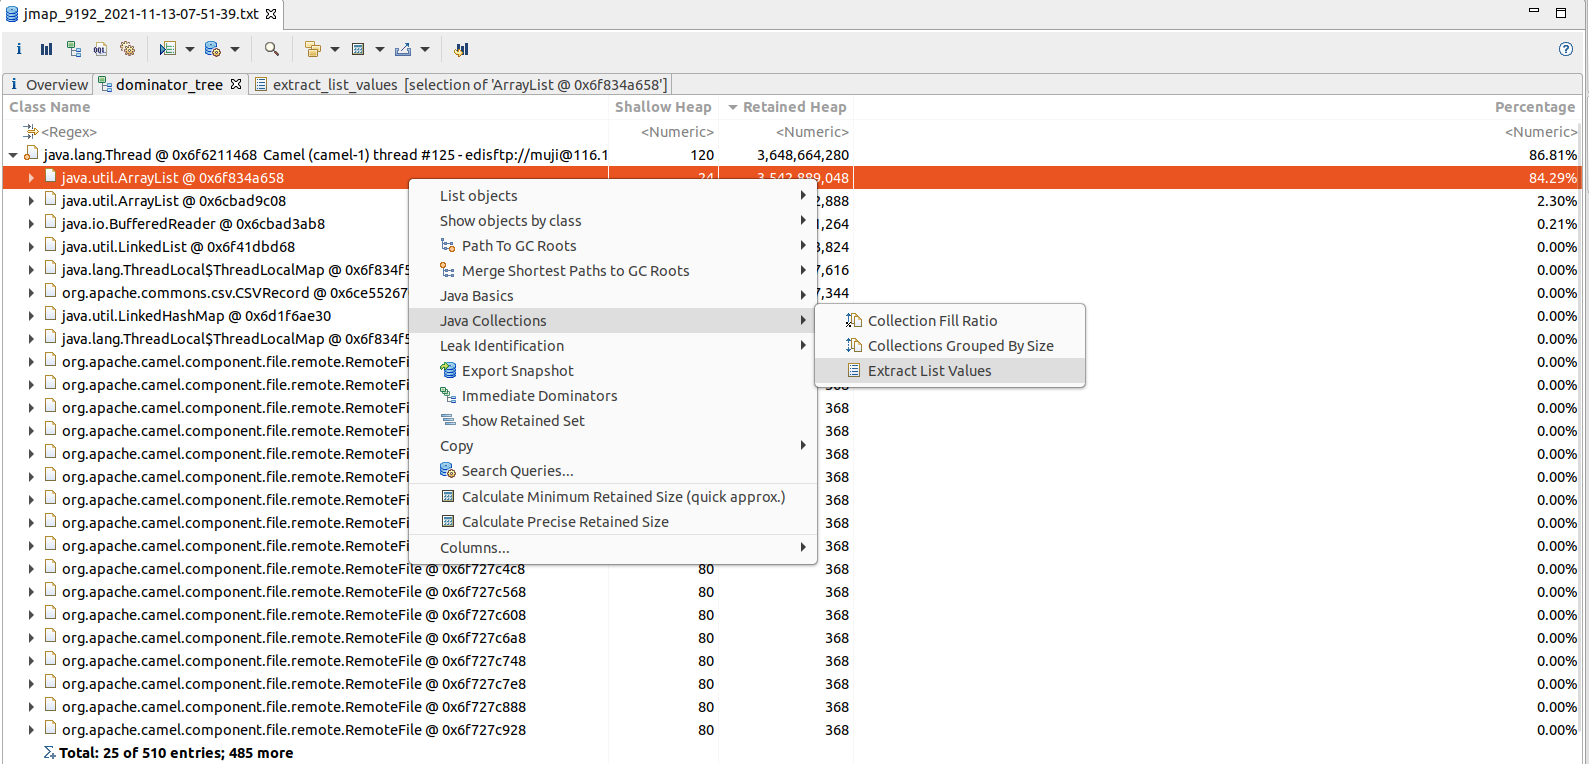 jmap_9192_2021-11-13-07-51-39.txt
Overview dominator_tree extract_list_values [selection of 'ArrayList @ 0x6f834a658']
Class Name Shallow Heap Retained Heap Percentage
<Regex> <Numeric> <Numeric> <Numeric>
java.lang.Thread @ 0x6f6211468 Camel (camel-1) thread #125 - edisftp://muji@116.1 120 3,648,664,280 86.81%
java.util.ArrayList @ 0x6f834a658 24 3,542,889,048 84.29%
java.util.ArrayList @ 0x6cbad9c08 2,888 2.30%
java.io.BufferedReader @ 0x6cbad3ab8 ,264 0.21%
java.util.LinkedList @ 0x6f41dbd68 ,824 0.00%
java.lang.ThreadLocal$ThreadLocalMap @ 0x6f834f5 ,616 0.00%
org.apache.commons.csv.CSVRecord @ 0x6ce5526 ,344 0.00%
java.util.LinkedHashMap @ 0x6d1f6ae30 0.00%
java.lang.ThreadLocal$ThreadLocalMap @ 0x6f834f 0.00%
org.apache.camel.component.file.remote.RemoteFi 0.00%
org.apache.camel.component.file.remote.RemoteFi 368 0.00%
org.apache.camel.component.file.remote.RemoteFi 368 0.00%
org.apache.camel.component.file.remote.RemoteFi 368 0.00%
org.apache.camel.component.file.remote.RemoteFi 368 0.00%
org.apache.camel.component.file.remote.RemoteFi 368 0.00%
org.apache.camel.component.file.remote.RemoteFi 368 0.00%
org.apache.camel.component.file.remote.RemoteFi 368 0.00%
org.apache.camel.component.file.remote.RemoteFi 368 0.00%
org.apache.camel.component.file.remote.RemoteFile @ 0x6f727c4c8 80 368 0.00%
org.apache.camel.component.file.remote.RemoteFile @ 0x6f727c568 80 368 0.00%
org.apache.camel.component.file.remote.RemoteFile @ 0x6f727c608 80 368 0.00%
org.apache.camel.component.file.remote.RemoteFile @ 0x6f727c6a8 80 368 0.00%
org.apache.camel.component.file.remote.RemoteFile @ 0x6f727c748 80 368 0.00%
org.apache.camel.component.file.remote.RemoteFile @ 0x6f727c7e8 80 368 0.00%
org.apache.camel.component.file.remote.RemoteFile @ 0x6f727c888 80 368 0.00%
org.apache.camel.component.file.remote.RemoteFile @ 0x6f727c928 80 368 0.00%
Total: 25 of 510 entries; 485 more
List objects
Show objects by class
Path To GC Roots
Merge Shortest Paths to GC Roots
Java Basics
Java Collections
Leak Identification
Export Snapshot
Immediate Dominators
Show Retained Set
Copy
Search Queries...
Calculate Minimum Retained Size (quick approx.)
Calculate Precise Retained Size
Columns...
Collection Fill Ratio
Collections Grouped By Size
Extract List Values